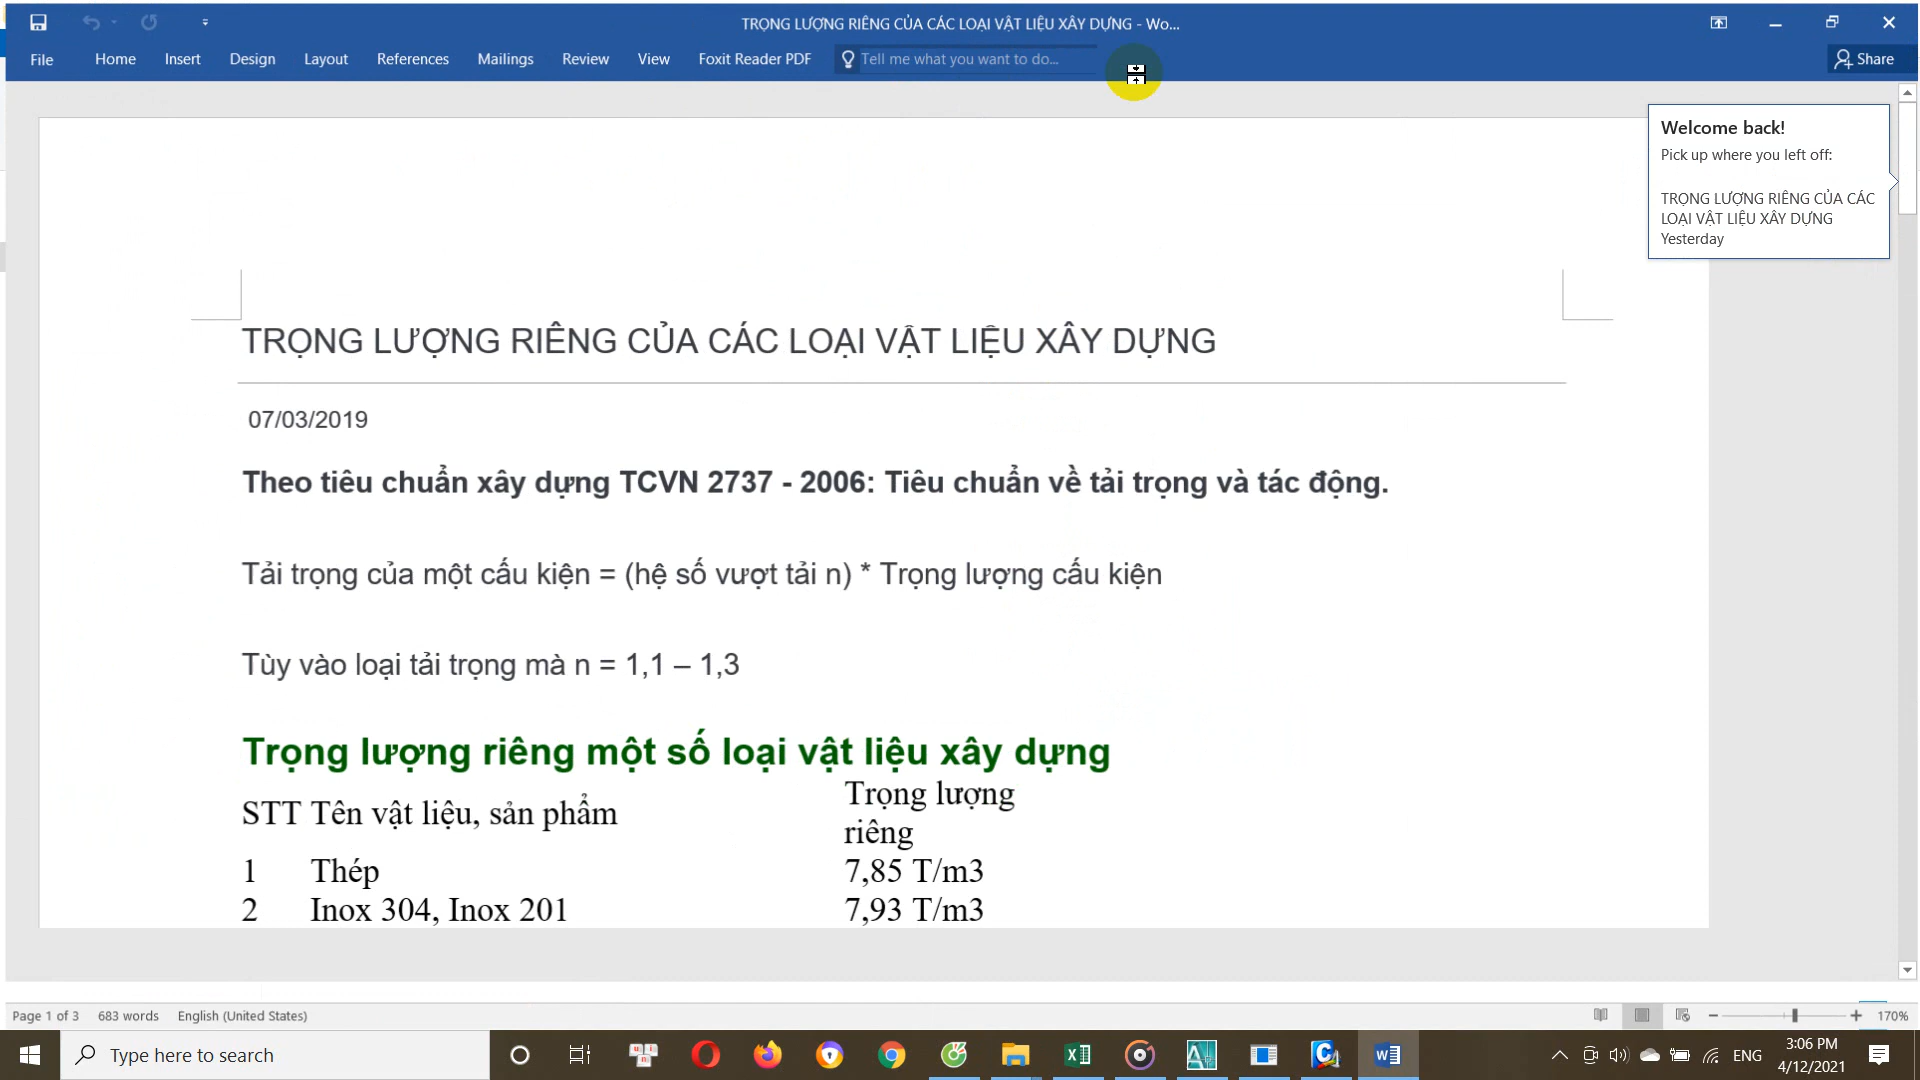 TRỌNG LƯỢNG RIÊNG CỦA CÁC LOẠI VẬT LIỆU XÂY DỰNG - Wo...
File Home Insert Design Layout References Mailings Review View Foxit Reader PDF Tell me what you want to do... Share
Welcome back!
Pick up where you left off:
TRỌNG LƯỢNG RIÊNG CỦA CÁC
LOẠI VẬT LIỆU XÂY DỰNG
Yesterday
TRỌNG LƯỢNG RIÊNG CỦA CÁC LOẠI VẬT LIỆU XÂY DỰNG
07/03/2019
Theo tiêu chuẩn xây dựng TCVN 2737 - 2006: Tiêu chuẩn về tải trọng và tác động.
Tải trọng của một cấu kiện = (hệ số vượt tải n) * Trọng lượng cấu kiện
Tùy vào loại tải trọng mà n = 1,1 – 1,3
Trọng lượng riêng một số loại vật liệu xây dựng
STT Tên vật liệu, sản phẩm Trọng lượng
riêng
1 Thép 7,85 T/m3
2 Inox 304, Inox 201 7,93 T/m3
Page 1 of 3 683 words English (United States) 170%
Type here to search ENG 3:06 PM
4/12/2021